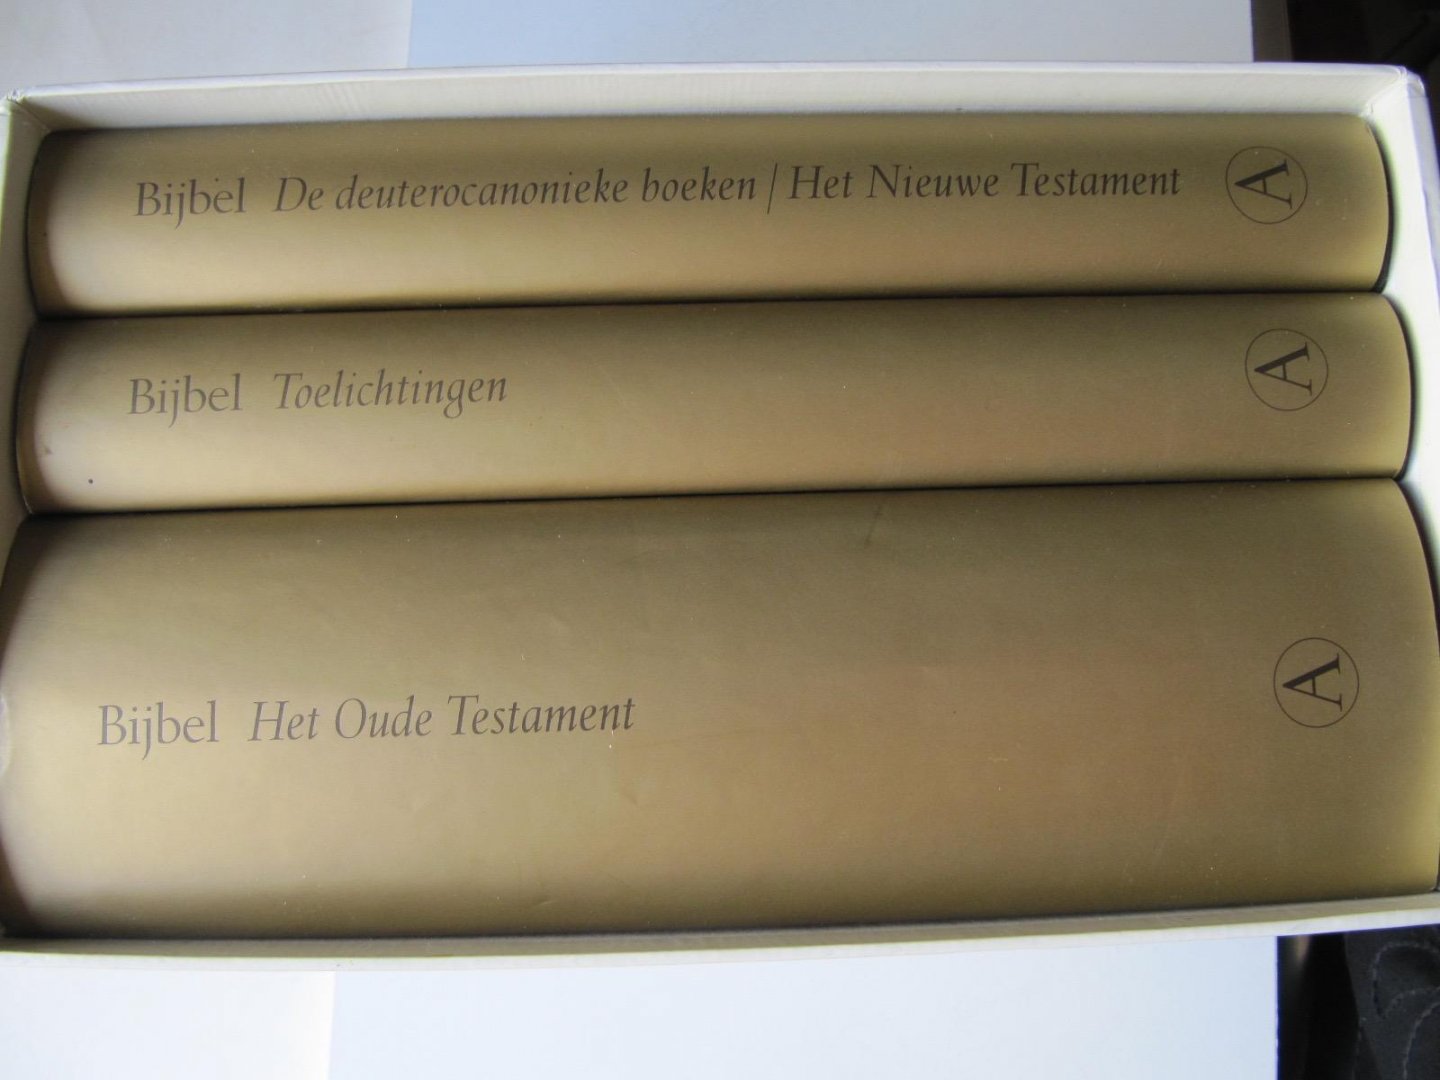 Bijbel De deuterocanonieke boeken / Het Nieuwe Testament A
Bijbel Toelichtingen A
Bijbel Het Oude Testament A